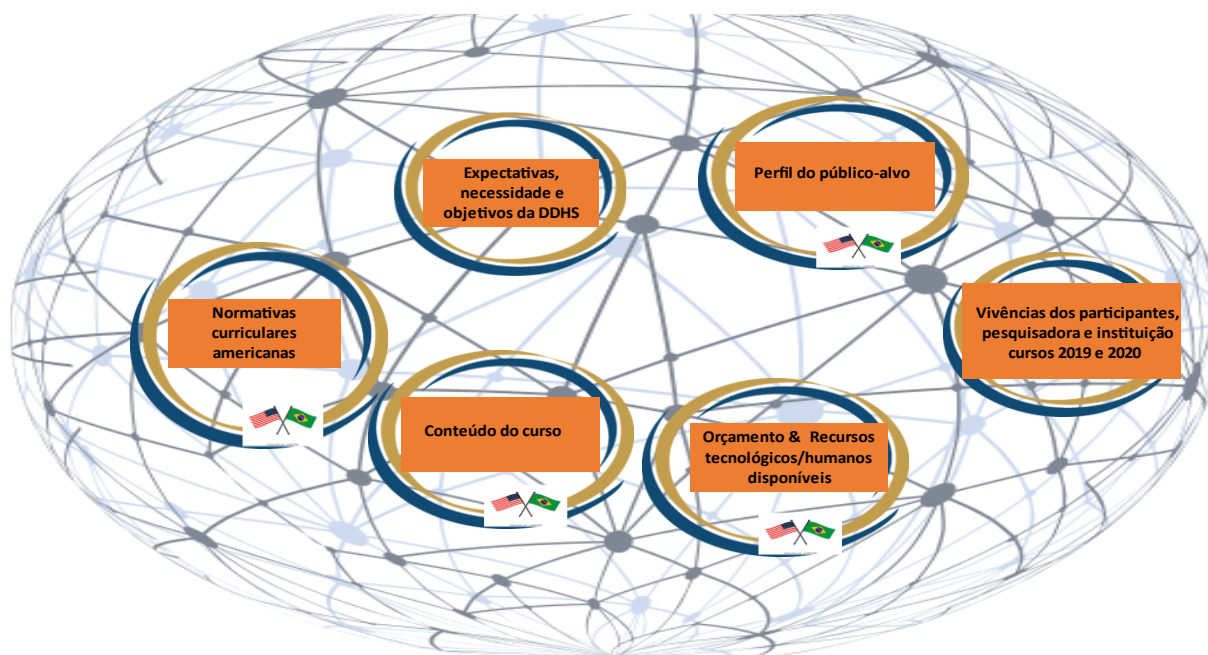 Expectativas,
necessidade e
objetivos da DDHS
Perfil do público-alvo
Normativas
curriculares
americanas
Vivências dos participantes,
pesquisadora e instituição
cursos 2019 e 2020
Conteúdo do curso
Orçamento & Recursos
tecnológicos/humanos
disponíveis